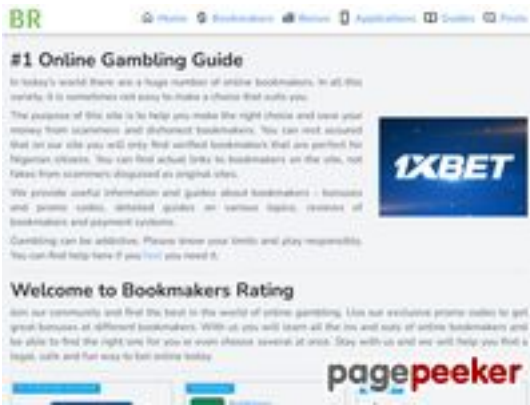 BR
Home Bookmakers Bonus Applications Guides Posts
#1 Online Gambling Guide
In today's world there are a huge number of online bookmakers. In all this
variety, it is sometimes not easy to make a choice that suits you.
The purpose of this site is to help you make the right choice and save your
money from scammers and dishonest bookmakers. You can rest assured
that on our site you will only find verified bookmakers that are perfect for
Nigerian citizens. You can find actual links to bookmakers on the site, not
fakes from scammers disguised as original sites.
1XBET
We provide useful information and guides about bookmakers - bonuses
and promo codes, detailed guides on various topics, reviews of
bookmakers and payment systems.
Gambling can be addictive. Please know your limits and play responsibly.
You can find help here if you feel you need it.
Welcome to Bookmakers Rating
Join our community and find the best in the world of online gambling. Use our exclusive promo codes to get
great bonuses at different bookmakers. With us you will learn all the ins and outs of online bookmakers and
be able to find the right one for you or even choose several at once. Stay with us and we will help you find a
legal, safe and fun way to bet online today.
pagepeeker